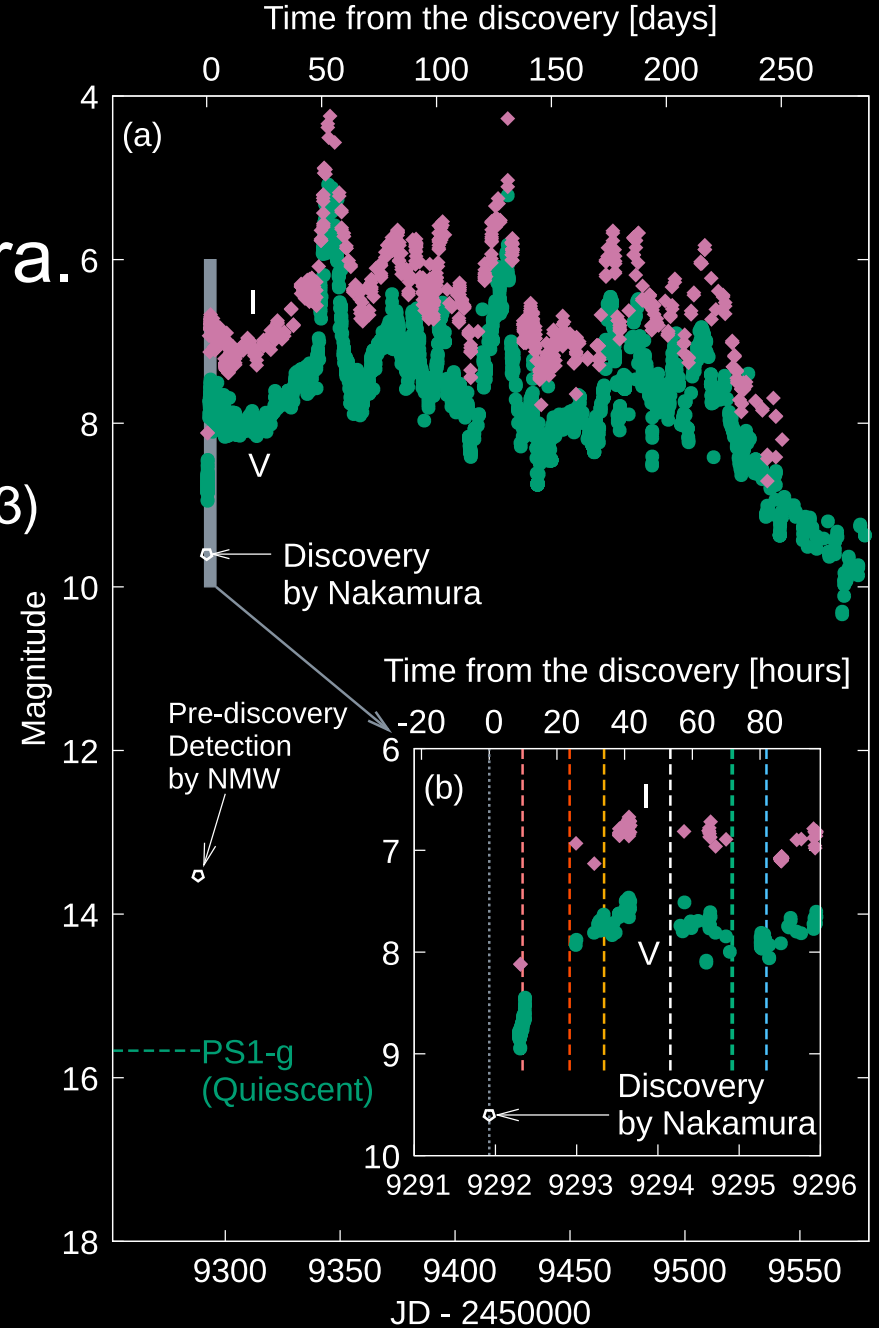 Time from the discovery [days]
0 50 100 150 200 250
4
(a)
ra.
6
I
8
V
3)
Discovery
by Nakamura
10
Magnitude
Time from the discovery [hours]
Pre-discovery
Detection
by NMW
-20 0 20 40 60 80
12
6
(b)
I
7
14
8
V
PS1-g
(Quiescent)
9
16
Discovery
by Nakamura
10
9291 9292 9293 9294 9295 9296
18
9300 9350 9400 9450 9500 9550
JD - 2450000